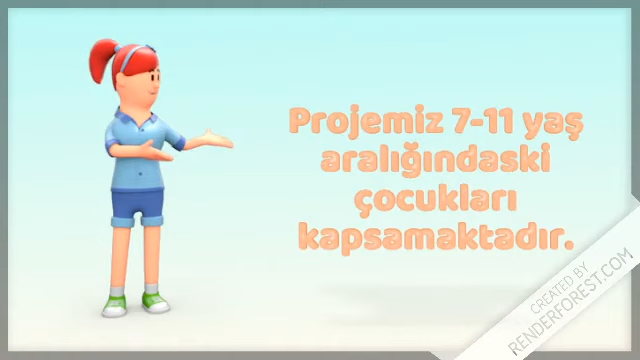 Projemiz 7-11 yaş
aralığındaski
çocukları
kapsamaktadır.
CREATED BY
RENDERFOREST.COM